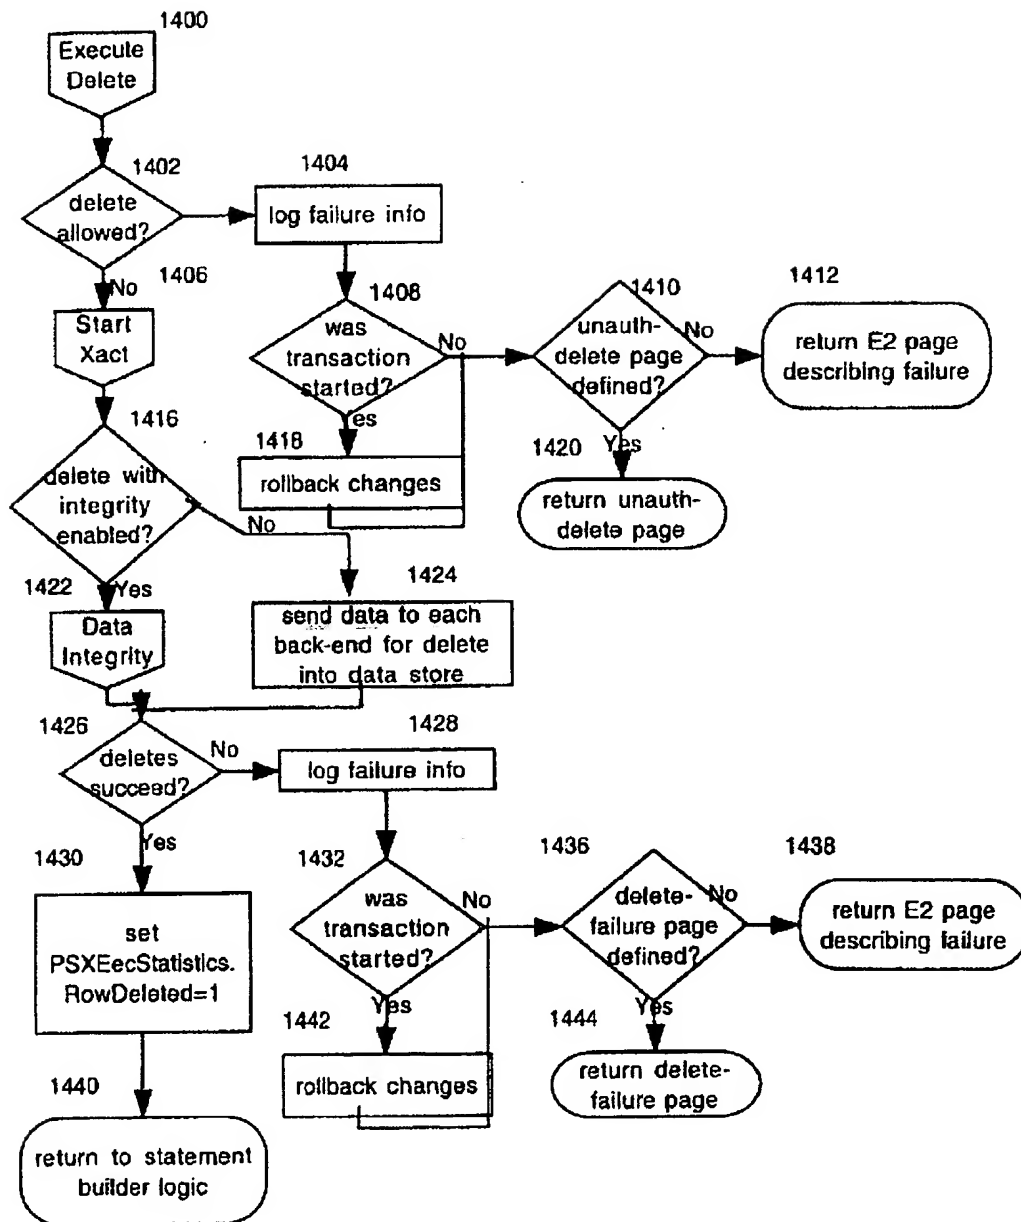 1400
Execute
Delete
1402
delete
allowed?
1404
log failure info
No
1406
Start
Xact
1408
was
transaction
started?
No
Yes
1410
unauth-
delete page
defined?
No
1412
return E2 page
describing failure
Yes
1416
delete with
integrity
enabled?
No
1418
rollback changes
1420
return unauth-
delete page
1422
Yes
Data
Integrity
1424
send data to each
back-end for delete
into data store
1426
deletes
succeed?
No
Yes
1428
log failure info
1430
set
PSXEecStatistics.
RowDeleted=1
1432
was
transaction
started?
No
Yes
1436
delete-
failure page
defined?
No
Yes
1438
return E2 page
describing failure
1440
return to statement
builder logic
1442
rollback changes
1444
return delete-
failure page